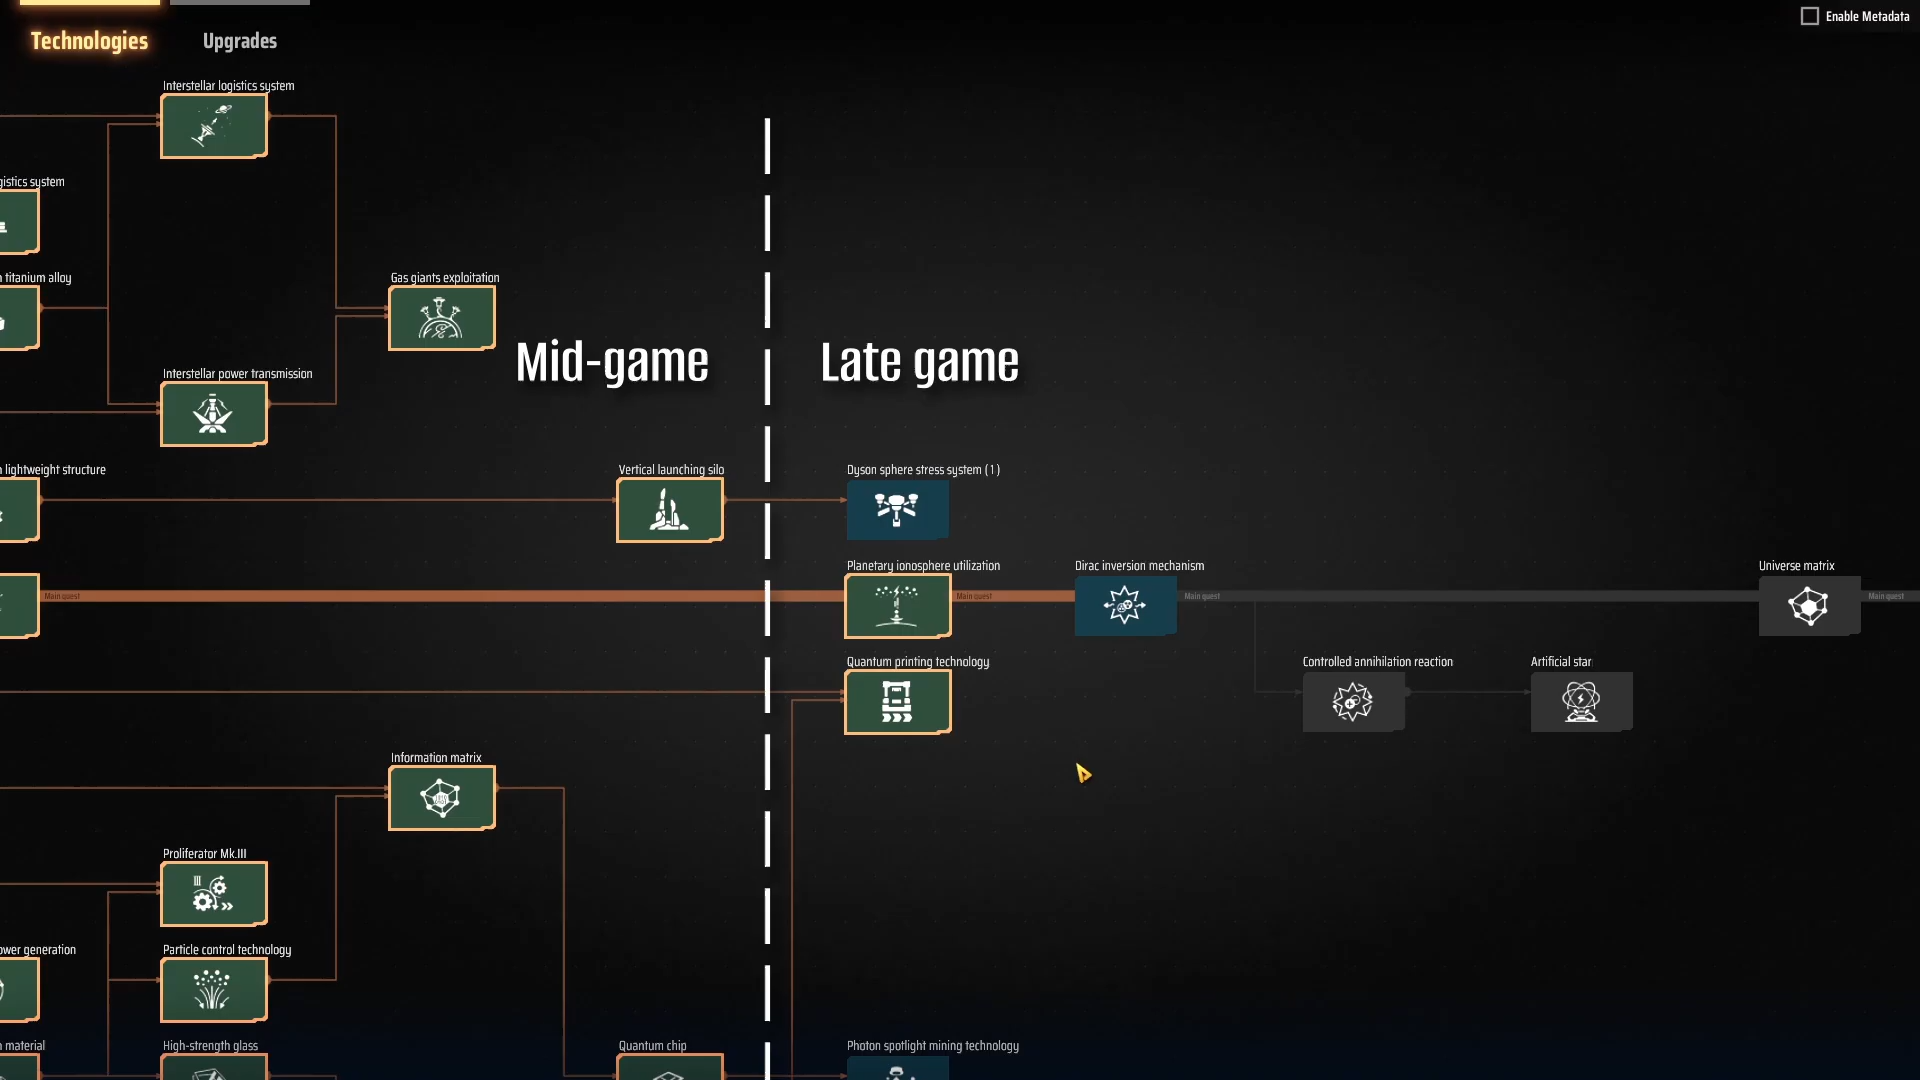 Technologies
Upgrades
Enable Metadata
Interstellar logistics system
gistics system
n titanium alloy
Gas giants exploitation
Mid-game
Late game
Interstellar power transmission
n lightweight structure
Vertical launching silo
Dyson sphere stress system (1)
Planetary ionosphere utilization
Dirac inversion mechanism
Universe matrix
Main quest
Main quest
Main quest
Main quest
Quantum printing technology
Controlled annihilation reaction
Artificial star
Information matrix
Proliferator Mk.III
ower generation
Particle control technology
n material
High-strength glass
Quantum chip
Photon spotlight mining technology